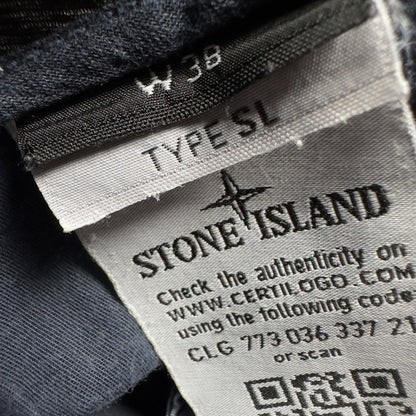 W 38
TYPE SL
STONE ISLAND
Check the authenticity on
WWW.CERTILOGO.COM
using the following code
CLG 773 036 337 21
or scan